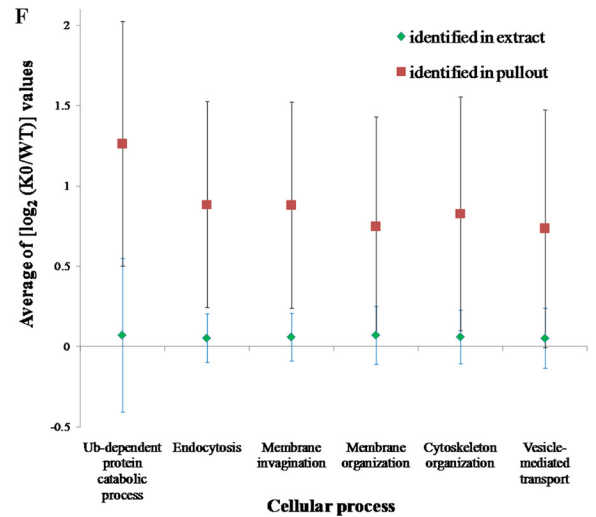 F
identified in extract
identified in pullout
Average of [log₂ (K0/WT)] values
2
1.5
1
0.5
0
-0.5
Ub-dependent
protein
catabolic
process
Endocytosis
Membrane
invagination
Membrane
organization
Cytoskeleton
organization
Vesicle-
mediated
transport
Cellular process